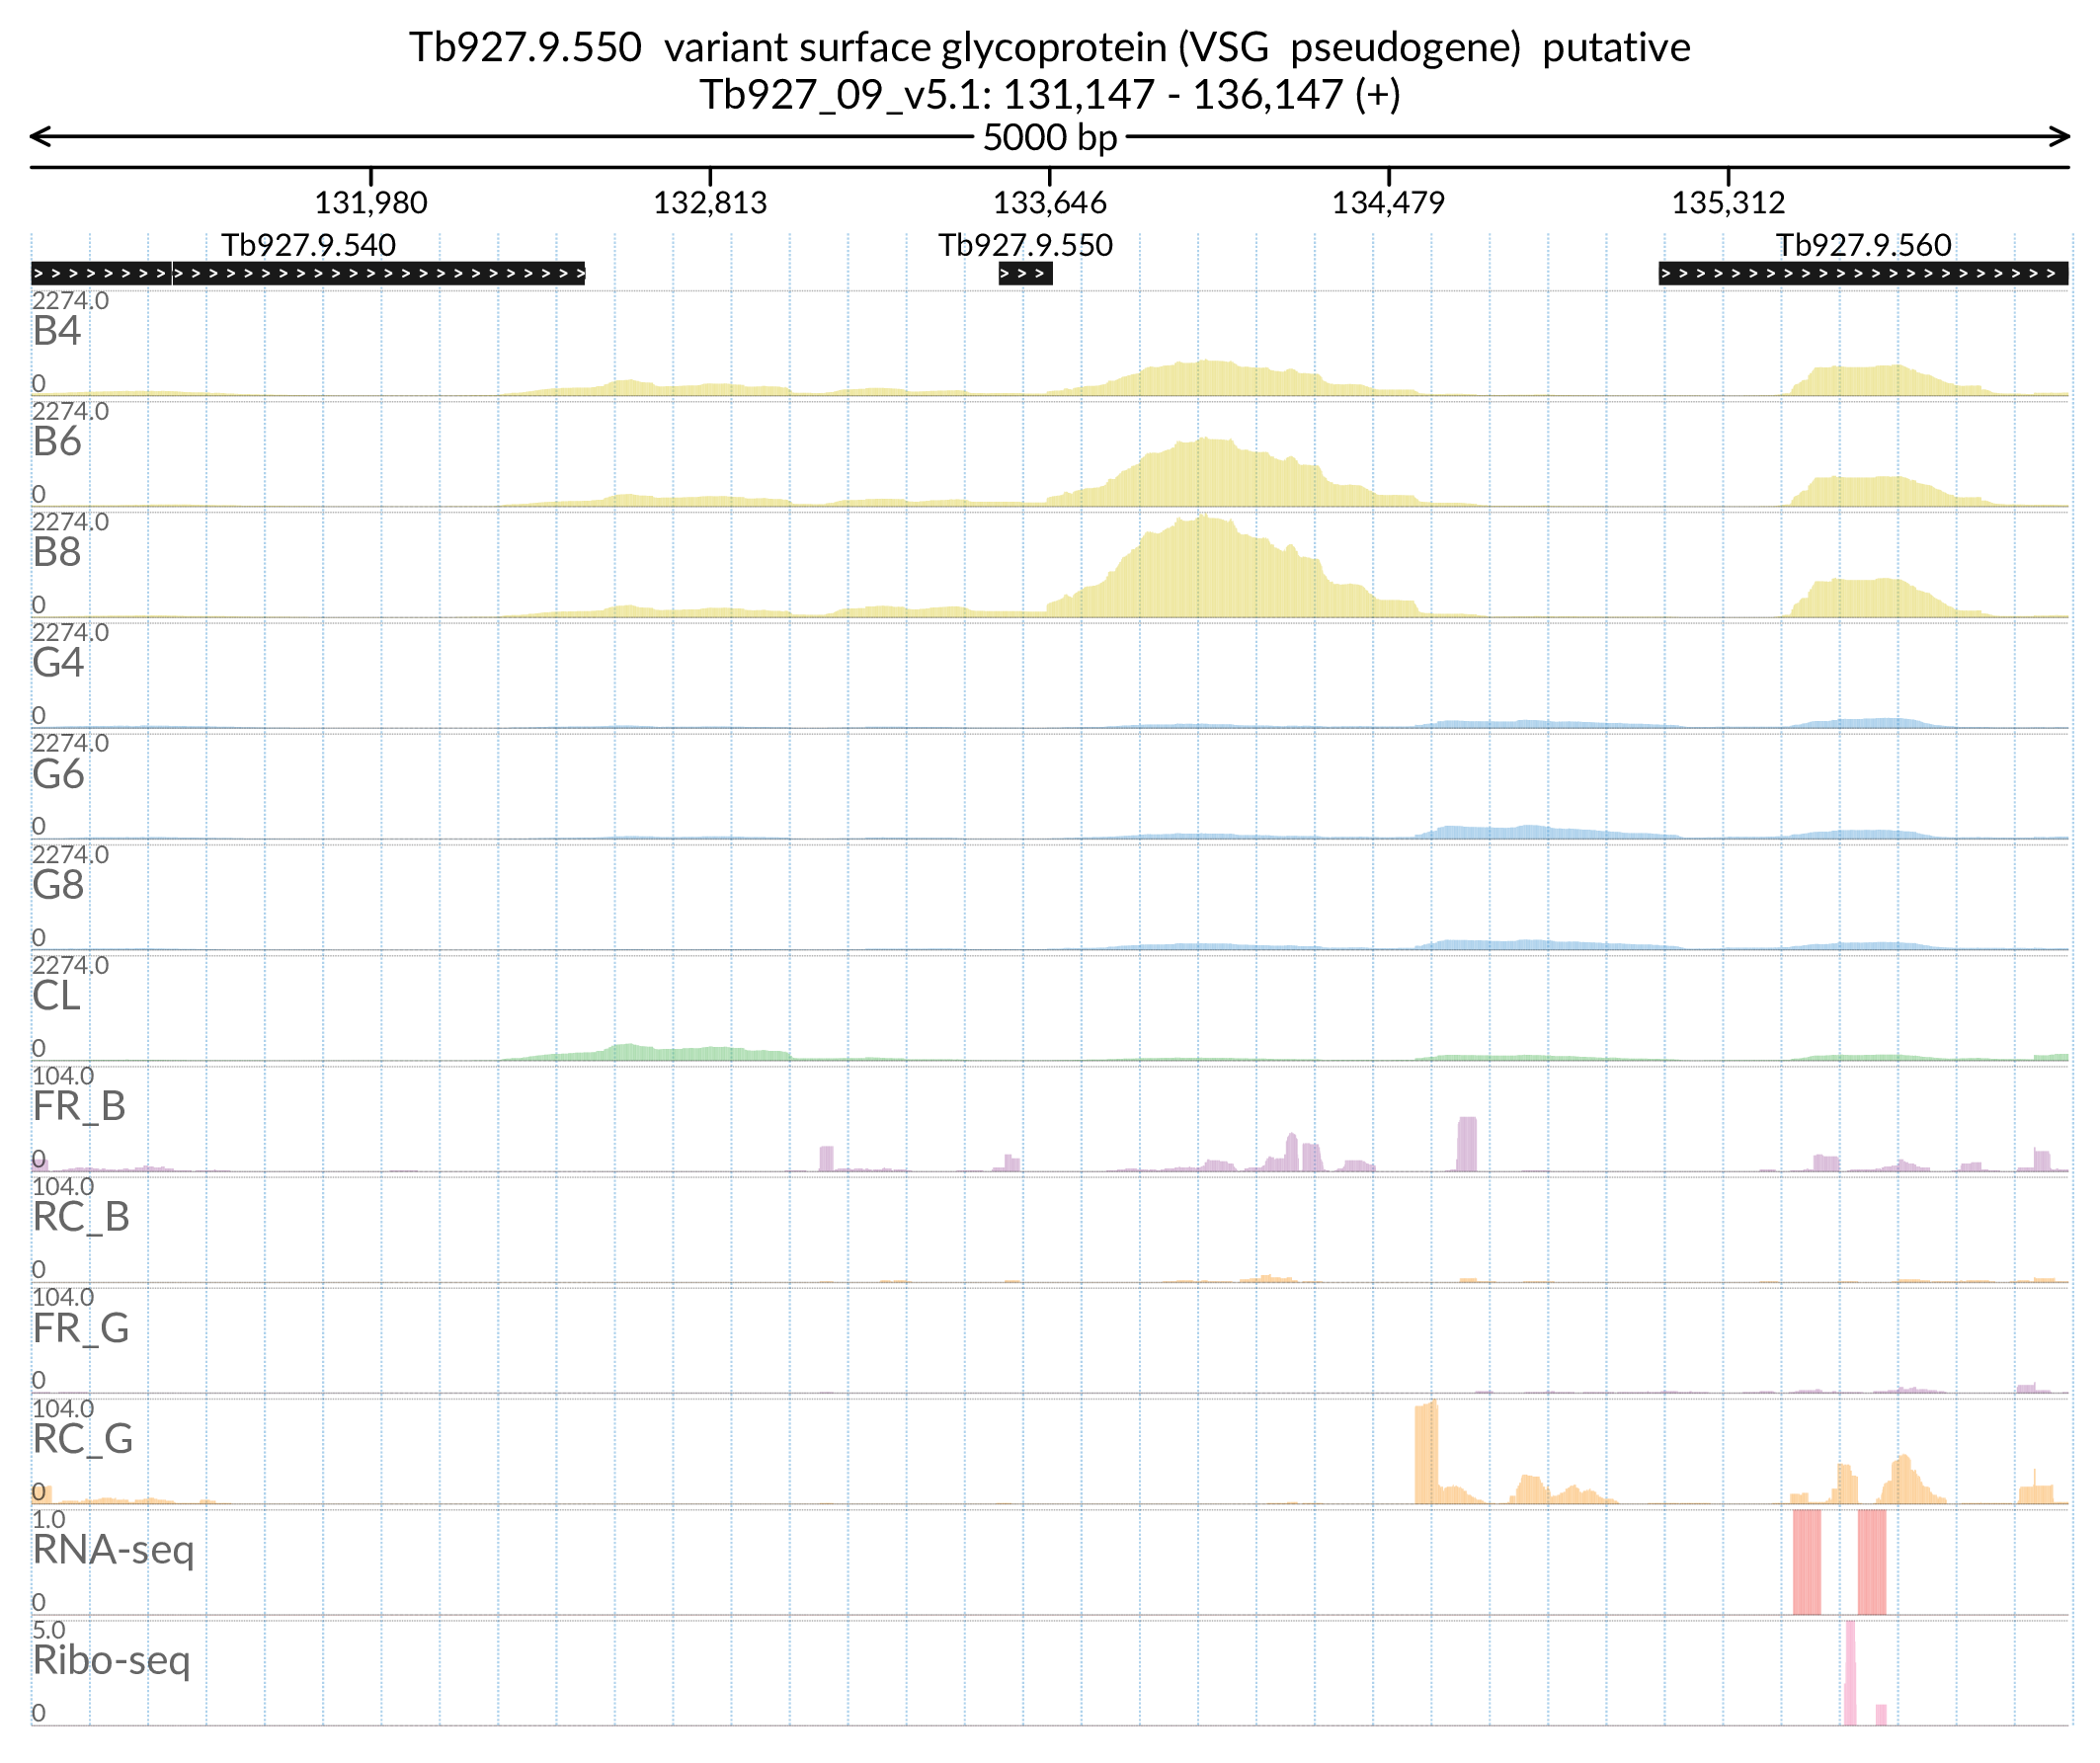 Tb927.9.550 variant surface glycoprotein (VSG pseudogene) putative
Tb927_09_v5.1: 131,147 - 136,147 (+)
5000 bp
131,980 132,813 133,646 134,479 135,312
Tb927.9.540 Tb927.9.550 Tb927.9.560
2274.0
B4
0
2274.0
B6
0
2274.0
B8
0
2274.0
G4
0
2274.0
G6
0
2274.0
G8
0
2274.0
CL
0
104.0
FR_B
0
104.0
RC_B
0
104.0
FR_G
0
104.0
RC_G
0
1.0
RNA-seq
0
5.0
Ribo-seq
0